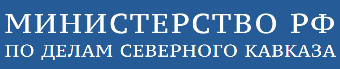 МИНИСТЕРСТВО РФ
ПО ДЕЛАМ СЕВЕРНОГО КАВКАЗА